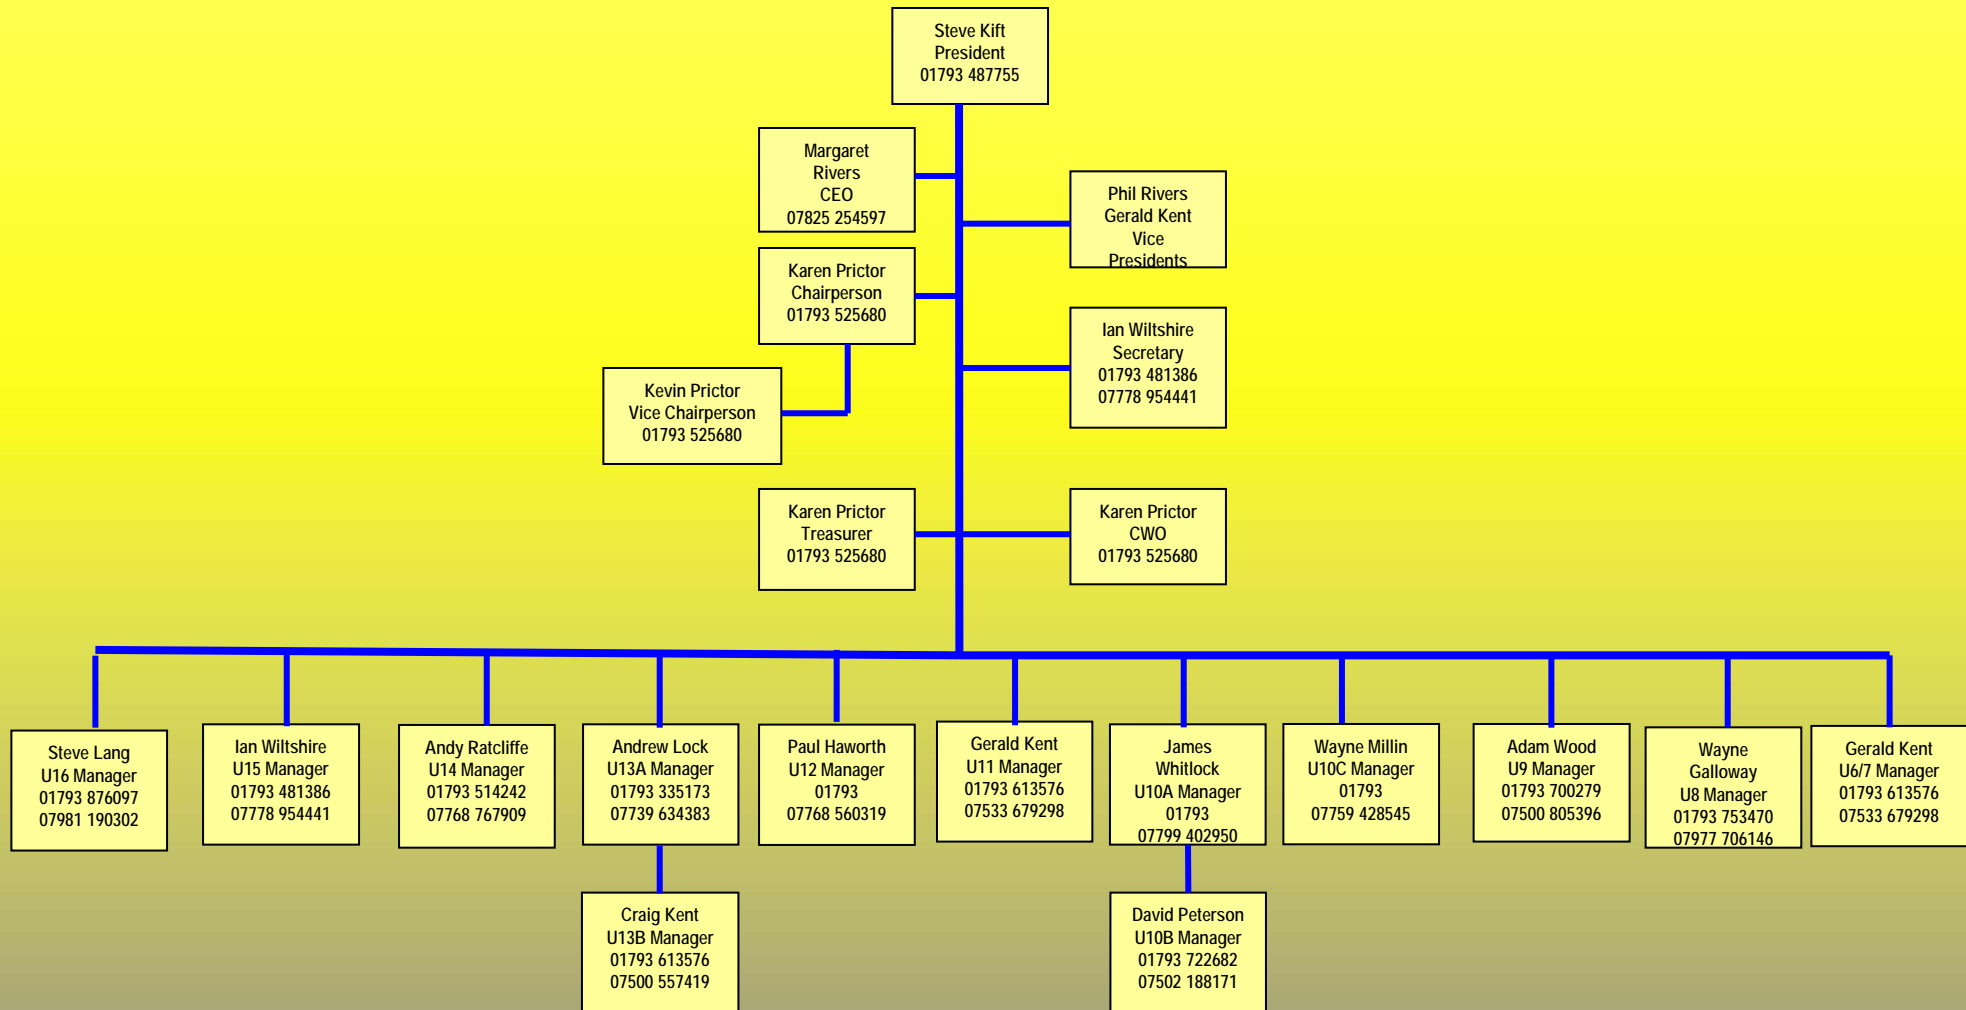 Steve Kift
President
01793 487755
Margaret
Rivers
CEO
07825 254597
Phil Rivers
Gerald Kent
Vice
Presidents
Karen Prictor
Chairperson
01793 525680
Ian Wiltshire
Secretary
01793 481386
07778 954441
Kevin Prictor
Vice Chairperson
01793 525680
Karen Prictor
Treasurer
01793 525680
Karen Prictor
CWO
01793 525680
Steve Lang
U16 Manager
01793 876097
07981 190302
Ian Wiltshire
U15 Manager
01793 481386
07778 954441
Andy Ratcliffe
U14 Manager
01793 514242
07768 767909
Andrew Lock
U13A Manager
01793 335173
07739 634383
Paul Haworth
U12 Manager
01793
07768 560319
Gerald Kent
U11 Manager
01793 613576
07533 679298
James
Whitlock
U10A Manager
01793
07799 402950
Wayne Millin
U10C Manager
01793
07759 428545
Adam Wood
U9 Manager
01793 700279
07500 805396
Wayne
Galloway
U8 Manager
01793 753470
07977 706146
Gerald Kent
U6/7 Manager
01793 613576
07533 679298
Craig Kent
U13B Manager
01793 613576
07500 557419
David Peterson
U10B Manager
01793 722682
07502 188171